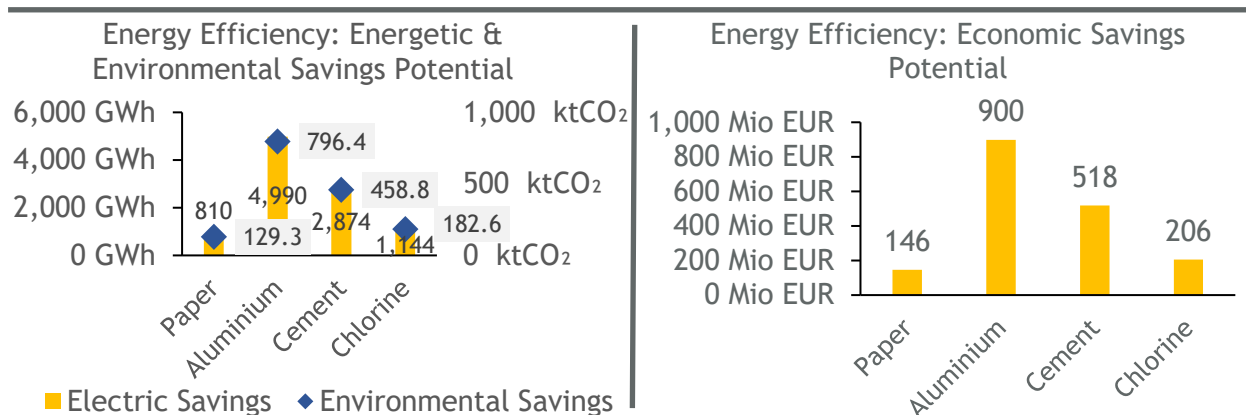 Energy Efficiency: Energetic &
Environmental Savings Potential
6,000 GWh
4,000 GWh
2,000 GWh
0 GWh
1,000 ktCO₂
500 ktCO₂
0 ktCO₂
810
4,990
2,874
1,144
129.3
796.4
458.8
182.6
Paper
Aluminium
Cement
Chlorine
Electric Savings
Environmental Savings
Energy Efficiency: Economic Savings
Potential
1,000 Mio EUR
800 Mio EUR
600 Mio EUR
400 Mio EUR
200 Mio EUR
0 Mio EUR
146
900
518
206
Paper
Aluminium
Cement
Chlorine